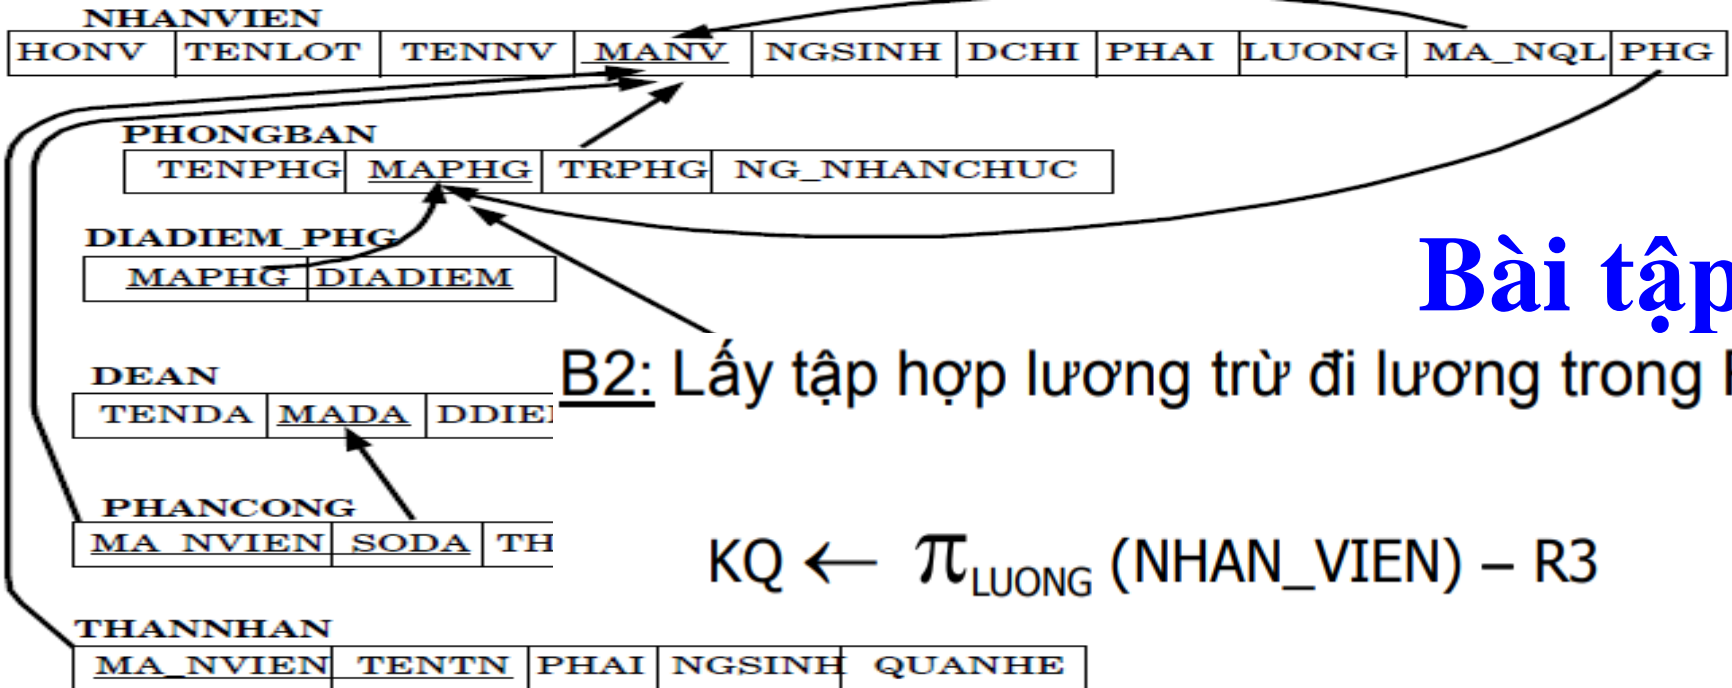 NHANVIEN
HONV TENLOT TENNV MANV NGSINH DCHI PHAI LUONG MA_NQL PHG
PHONGBAN
TENPHG MAPHG TRPHG NG_NHANCHUC
DIADIEM_PHG
MAPHG DIADIEM
Bài tập
B2: Lấy tập hợp lương trừ đi lương trong
DEAN
TENDA MADA
PHANCONG
MA_NVIEN SODA TH
KQ ← π LUONG (NHAN_VIEN) – R3
THANNHAN
MA_NVIEN TENTN PHAI NGSINH QUANHE